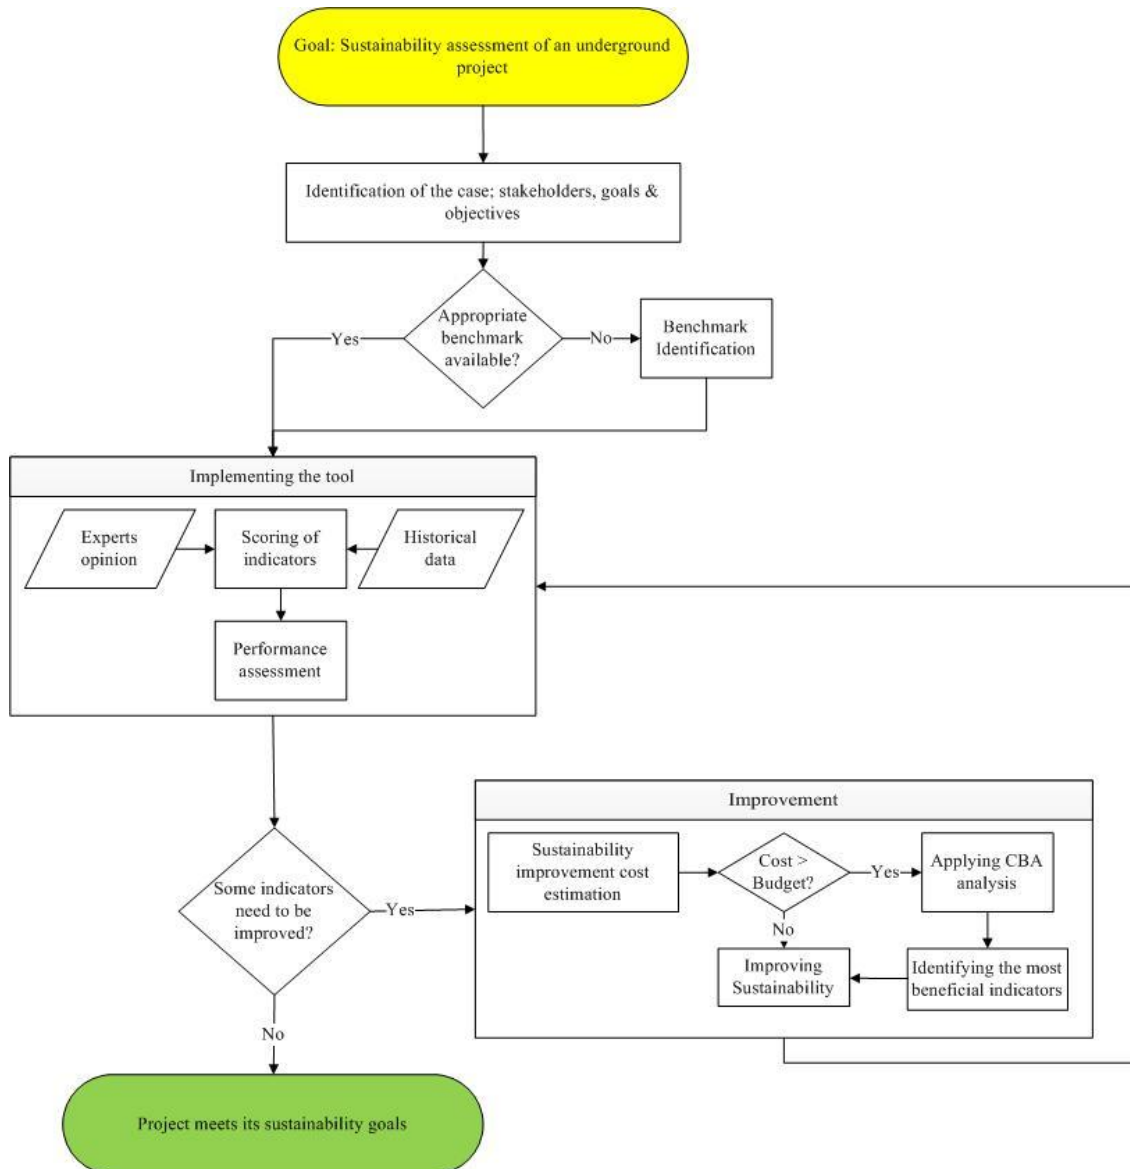 Goal: Sustainability assessment of an underground
project
Identification of the case; stakeholders, goals &
objectives
Appropriate
benchmark
available?
Yes
No
Benchmark
Identification
Implementing the tool
Experts
opinion
Scoring of
indicators
Historical
data
Performance
assessment
Some indicators
need to be
improved?
Yes
No
Improvement
Sustainability
improvement cost
estimation
Cost >
Budget?
Yes
Applying CBA
analysis
No
Improving
Sustainability
Identifying the most
beneficial indicators
Project meets its sustainability goals